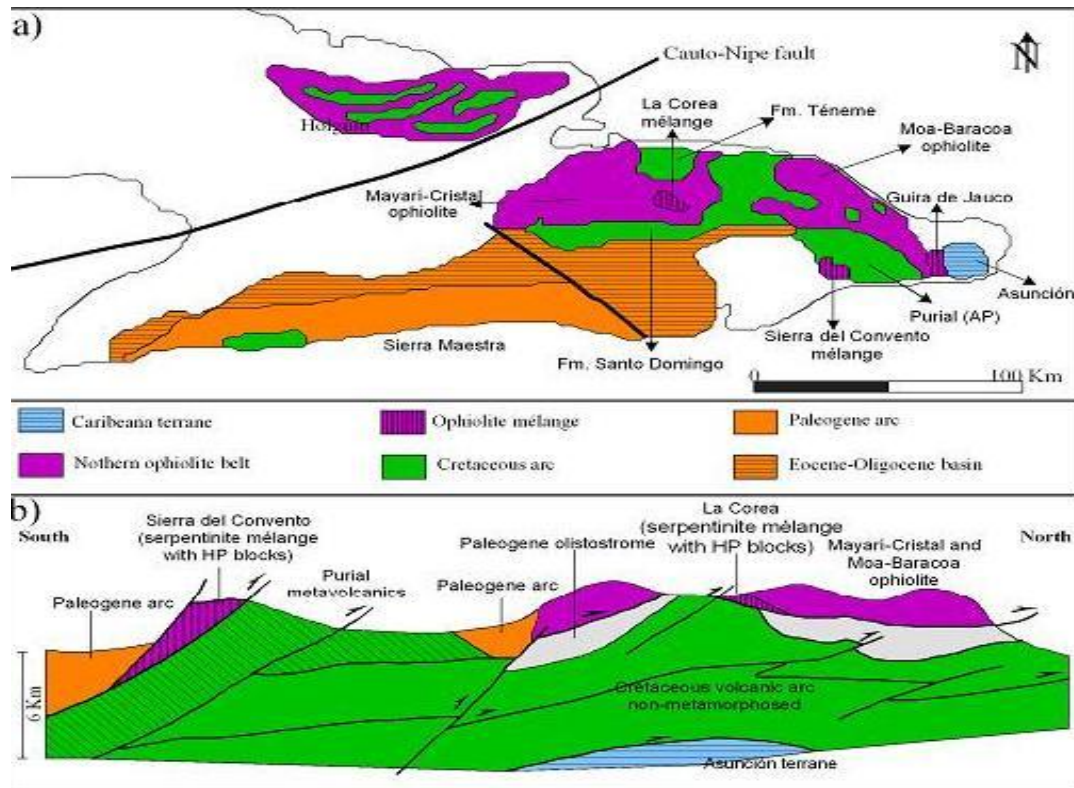 a)
N
Cauto-Nipe fault
La Corea
mélange
Fm. Téneme
Moa-Baracoa
ophiolite
Holguín
Mayarí-Cristal
ophiolite
Guira de Jauco
Asunción
Purial (AP)
Sierra del Convento
mélange
Sierra Maestra
Fm. Santo Domingo
0
100 Km
Caribeana terrane
Ophiolite mélange
Paleogene arc
Nothern ophiolite belt
Cretaceous arc
Eocene-Oligocene basin
b)
South
Sierra del Convento
(serpentinite mélange
with HP blocks)
La Corea
(serpentinite mélange
with HP blocks)
North
Paleogene olistostrome
Mayarí-Cristal and
Moa-Baracoa
ophiolite
Purial
metavolcanics
Paleogene arc
Paleogene arc
6 Km
Cretaceous volcanic arc
non-metamorphosed
Asunción terrane